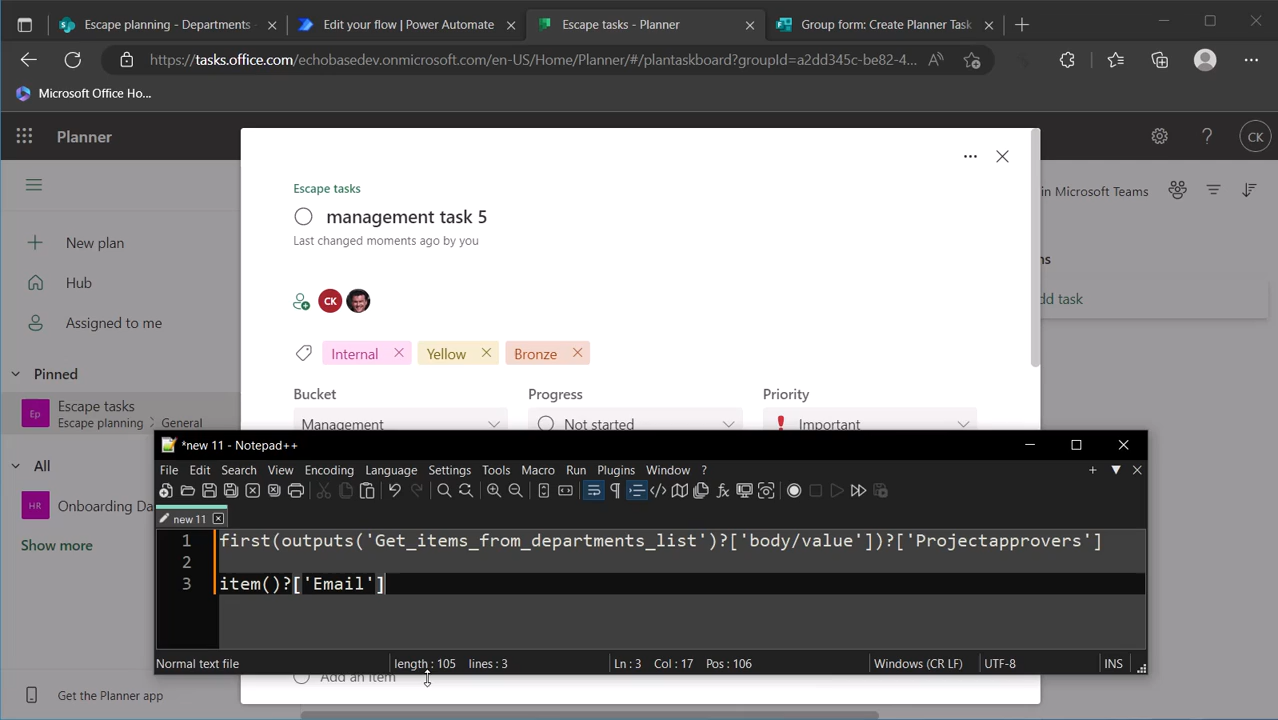 Escape planning - Departments
Edit your flow | Power Automate
Escape tasks - Planner
Group form: Create Planner Task
https://tasks.office.com/echobasedev.onmicrosoft.com/en-US/Home/Planner/#/plantaskboard?groupId=a2dd345c-be82-4...
Microsoft Office Ho...
Planner
CK
in Microsoft Teams
New plan
Hub
Assigned to me
Pinned
Ep
Escape tasks
Escape planning > General
All
HR
Onboarding Da
Show more
Get the Planner app
Escape tasks
management task 5
Last changed moments ago by you
CK
Internal
Yellow
Bronze
Bucket
Progress
Priority
Management
Not started
Important
ns
dd task
*new 11 - Notepad++
File Edit Search View Encoding Language Settings Tools Macro Run Plugins Window ?
new 11
1 first(outputs('Get_items_from_departments_list')?['body/value'])?['Projectapprovers']
2
3 item()?['Email']
Normal text file
length : 105 lines : 3
Ln : 3 Col : 17 Pos : 106
Windows (CR LF)
UTF-8
INS
Add an item